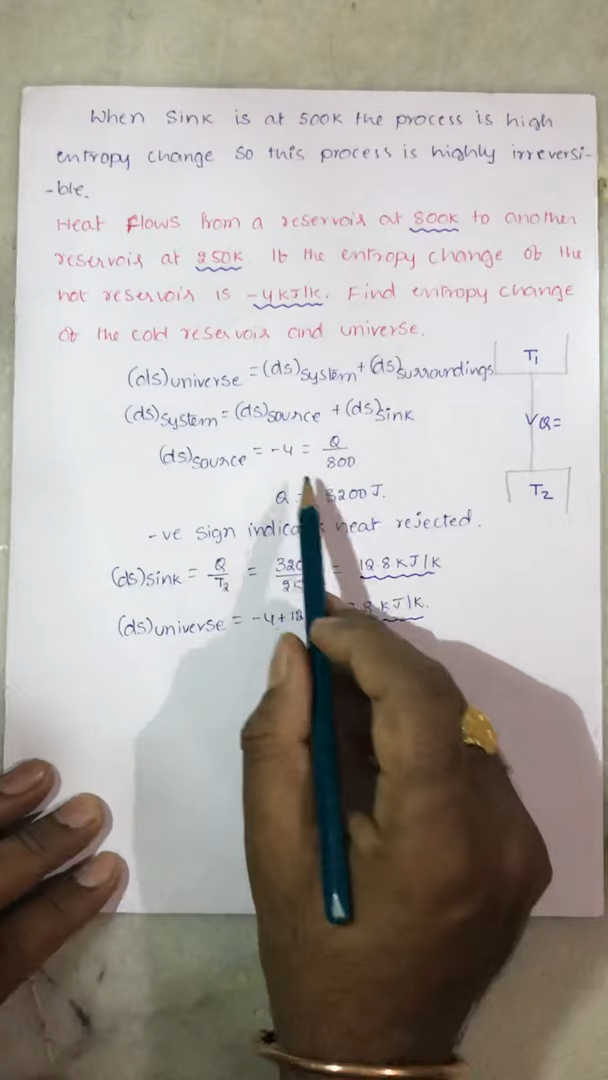 When Sink is at 500K the process is high
entropy change so this process is highly irreversi-
-ble.
Heat flows from a reservoir at 800K to another
reservoir at 250K. If the entropy change of the
hot reservoir is -4KJ/K. Find entropy change
of the cold reservoir and universe.
(ds)universe = (ds)system + (ds)surroundings
T1
(ds)system = (ds)source + (ds)sink
Q=
(ds)source = -4 = Q/800
T2
Q 3200J.
-ve sign heat rejected.
(ds)sink = Q/T2 = = 12.8 KJ/K
(ds)universe = -4+ KJ/K.